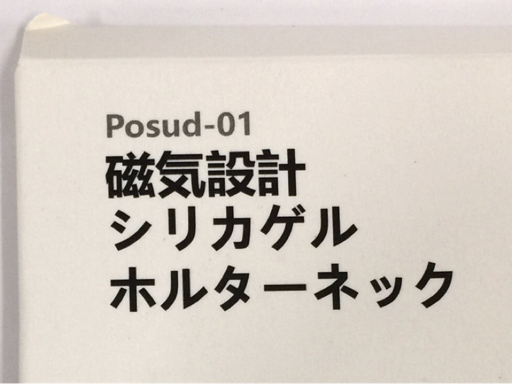 Posud-01
磁気設計
シリカゲル
ホルターネック